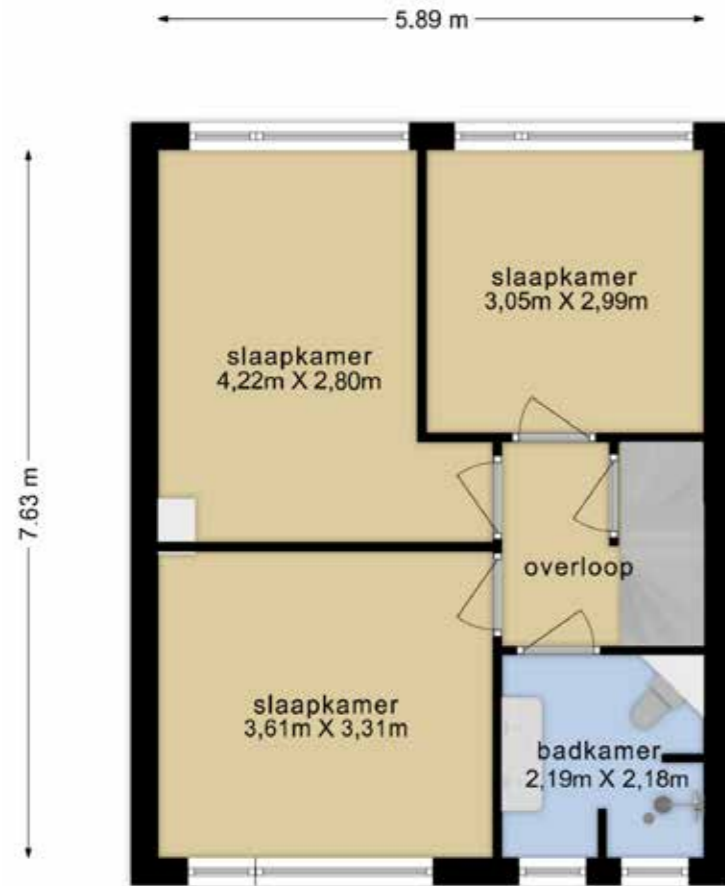 5.89 m
slaapkamer
3,05m X 2,99m
slaapkamer
4,22m X 2,80m
7.63 m
overloop
slaapkamer
3,61m X 3,31m
badkamer
2,19m X 2,18m